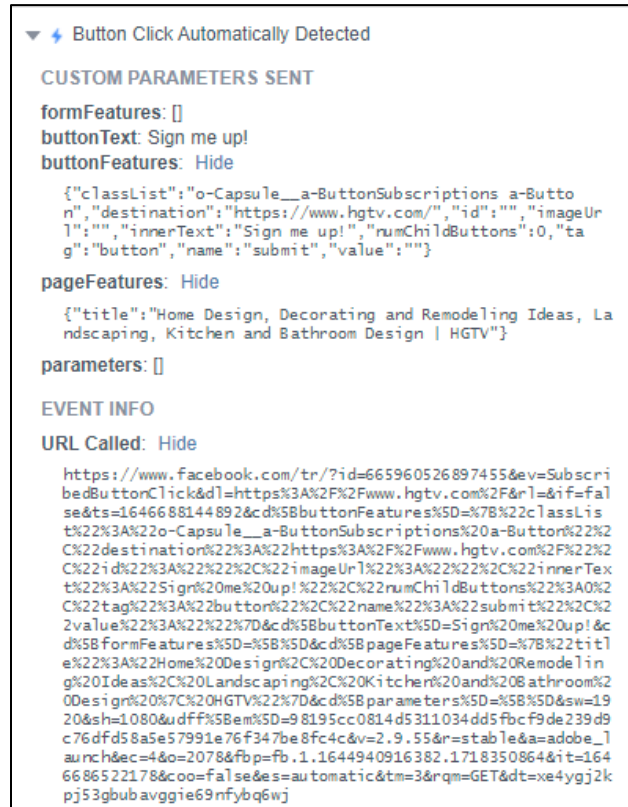 Button Click Automatically Detected
CUSTOM PARAMETERS SENT
formFeatures: []
buttonText: Sign me up!
buttonFeatures: Hide
{"classList":"o-Capsule__a-ButtonSubscriptions a-Butto
n","destination":"https://www.hgtv.com/","id":"","imageUr
l":"","innerText":"Sign me up!","numChildButtons":0,"ta
g":"button","name":"submit","value":""}
pageFeatures: Hide
{"title":"Home Design, Decorating and Remodeling Ideas, La
ndscaping, Kitchen and Bathroom Design | HGTV"}
parameters: []
EVENT INFO
URL Called: Hide
https://www.facebook.com/tr/?id=665960526897455&ev=Subscri
bedButtonClick&dl=https%3A%2F%2Fwww.hgtv.com%2F&rl=&if=fal
se&ts=1646688144892&cd%5BbuttonFeatures%5D=%7B%22classLis
t%22%3A%22o-Capsule__a-ButtonSubscriptions%20a-Button%22%2
C%22destination%22%3A%22https%3A%2F%2Fwww.hgtv.com%2F%22%2
C%22id%22%3A%22%22%2C%22imageUrl%22%3A%22%22%2C%22innerTex
t%22%3A%22Sign%20me%20up!%22%2C%22numChildButtons%22%3A0%2
C%22tag%22%3A%22button%22%2C%22name%22%3A%22submit%22%2C%2
2value%22%3A%22%22%7D&cd%5BbuttonText%5D=Sign%20me%20up!&c
d%5BformFeatures%5D=%5B%5D&cd%5BpageFeatures%5D=%7B%22titl
e%22%3A%22Home%20Design%2C%20Decorating%20and%20Remodelin
g%20Ideas%2C%20Landscaping%2C%20Kitchen%20and%20Bathroom%2
0Design%20%7C%20HGTV%22%7D&cd%5Bparameters%5D=%5B%5D&sw=19
20&sh=1080&udff%5Bem%5D=98195cc0814d5311034dd5fbcf9de239d9
c76dfd58a5e57991e76f347be8fc4c&v=2.9.55&r=stable&a=adobe_l
aunch&ec=4&o=2078&fbp=fb.1.1644940916382.1718350864&it=164
6686522178&coo=false&es=automatic&tm=3&rqm=GET&dt=xe4ygj2k
pj53gbubavggie69nfybq6wj